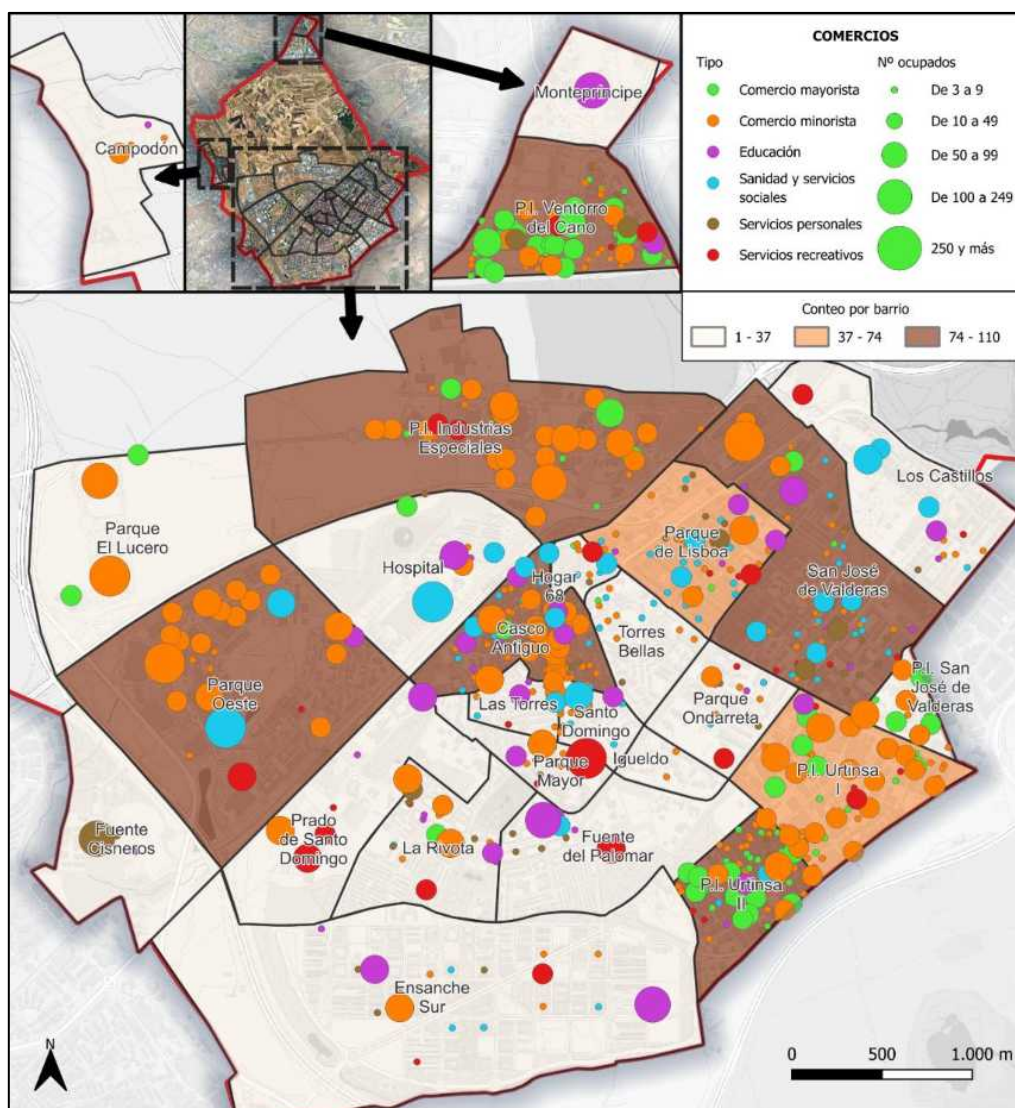 COMERCIOS
Tipo
Nº ocupados
Comercio mayorista
De 3 a 9
Comercio minorista
De 10 a 49
Educación
De 50 a 99
Sanidad y servicios
sociales
De 100 a 249
Servicios personales
Servicios recreativos
250 y más
Conteo por barrio
1 - 37
37 - 74
74 - 110
Campodón
Montepríncipe
P.I. Ventorro
del Cano
P.I. Industrias
Especiales
Los Castillos
Parque
El Lucero
Hospital
Parque
de Lisboa
Hogar
68
San José
de Valderas
Casco
Antiguo
Torres
Bellas
Parque
Oeste
Las Torres
Santo
Domingo
Parque
Ondarreta
P.I. San
José de
Valderas
Parque
Mayor
Igueldo
P.I. Urtinsa
I
Fuente
Cisneros
Prado
de Santo
Domingo
La Rivota
Fuente
del Palomar
P.I. Urtinsa
II
Ensanche
Sur
N
0 500 1.000 m